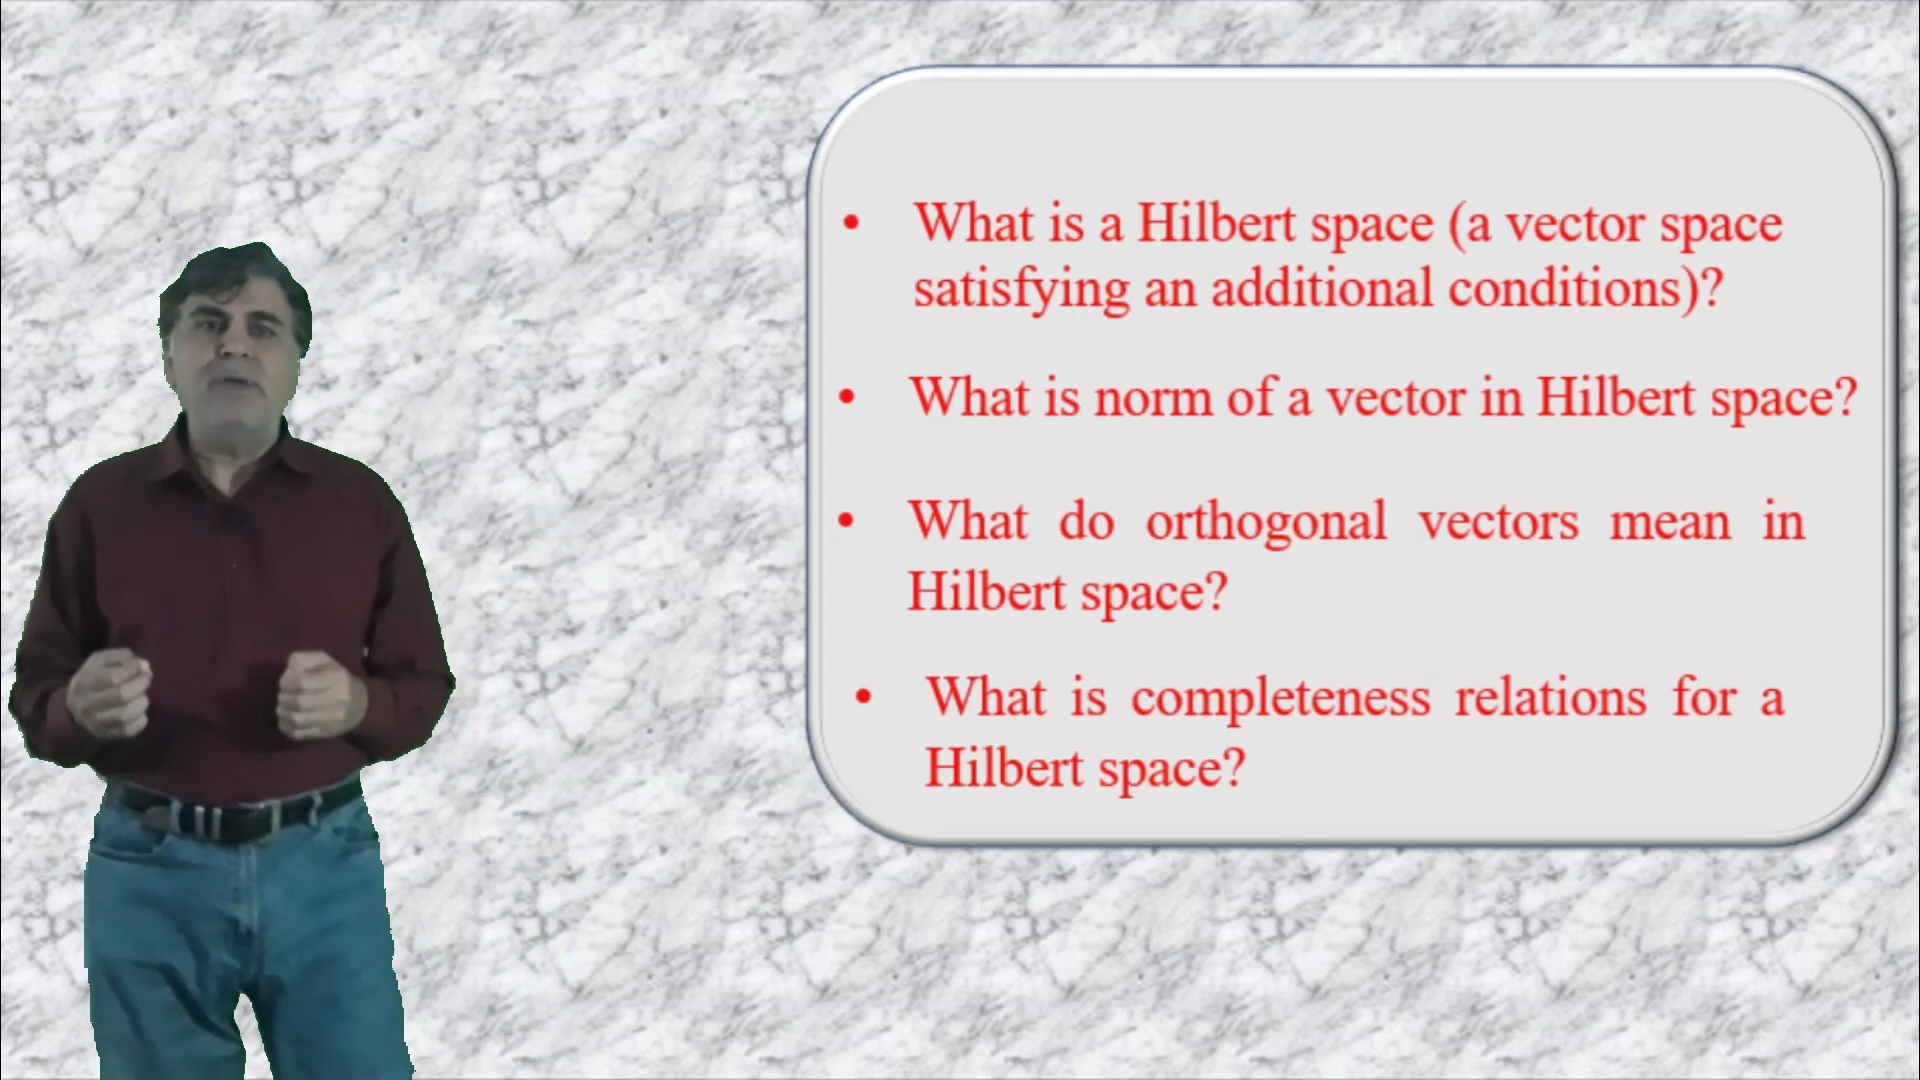 • What is a Hilbert space (a vector space
satisfying an additional conditions)?
• What is norm of a vector in Hilbert space?
• What do orthogonal vectors mean in
Hilbert space?
• What is completeness relations for a
Hilbert space?